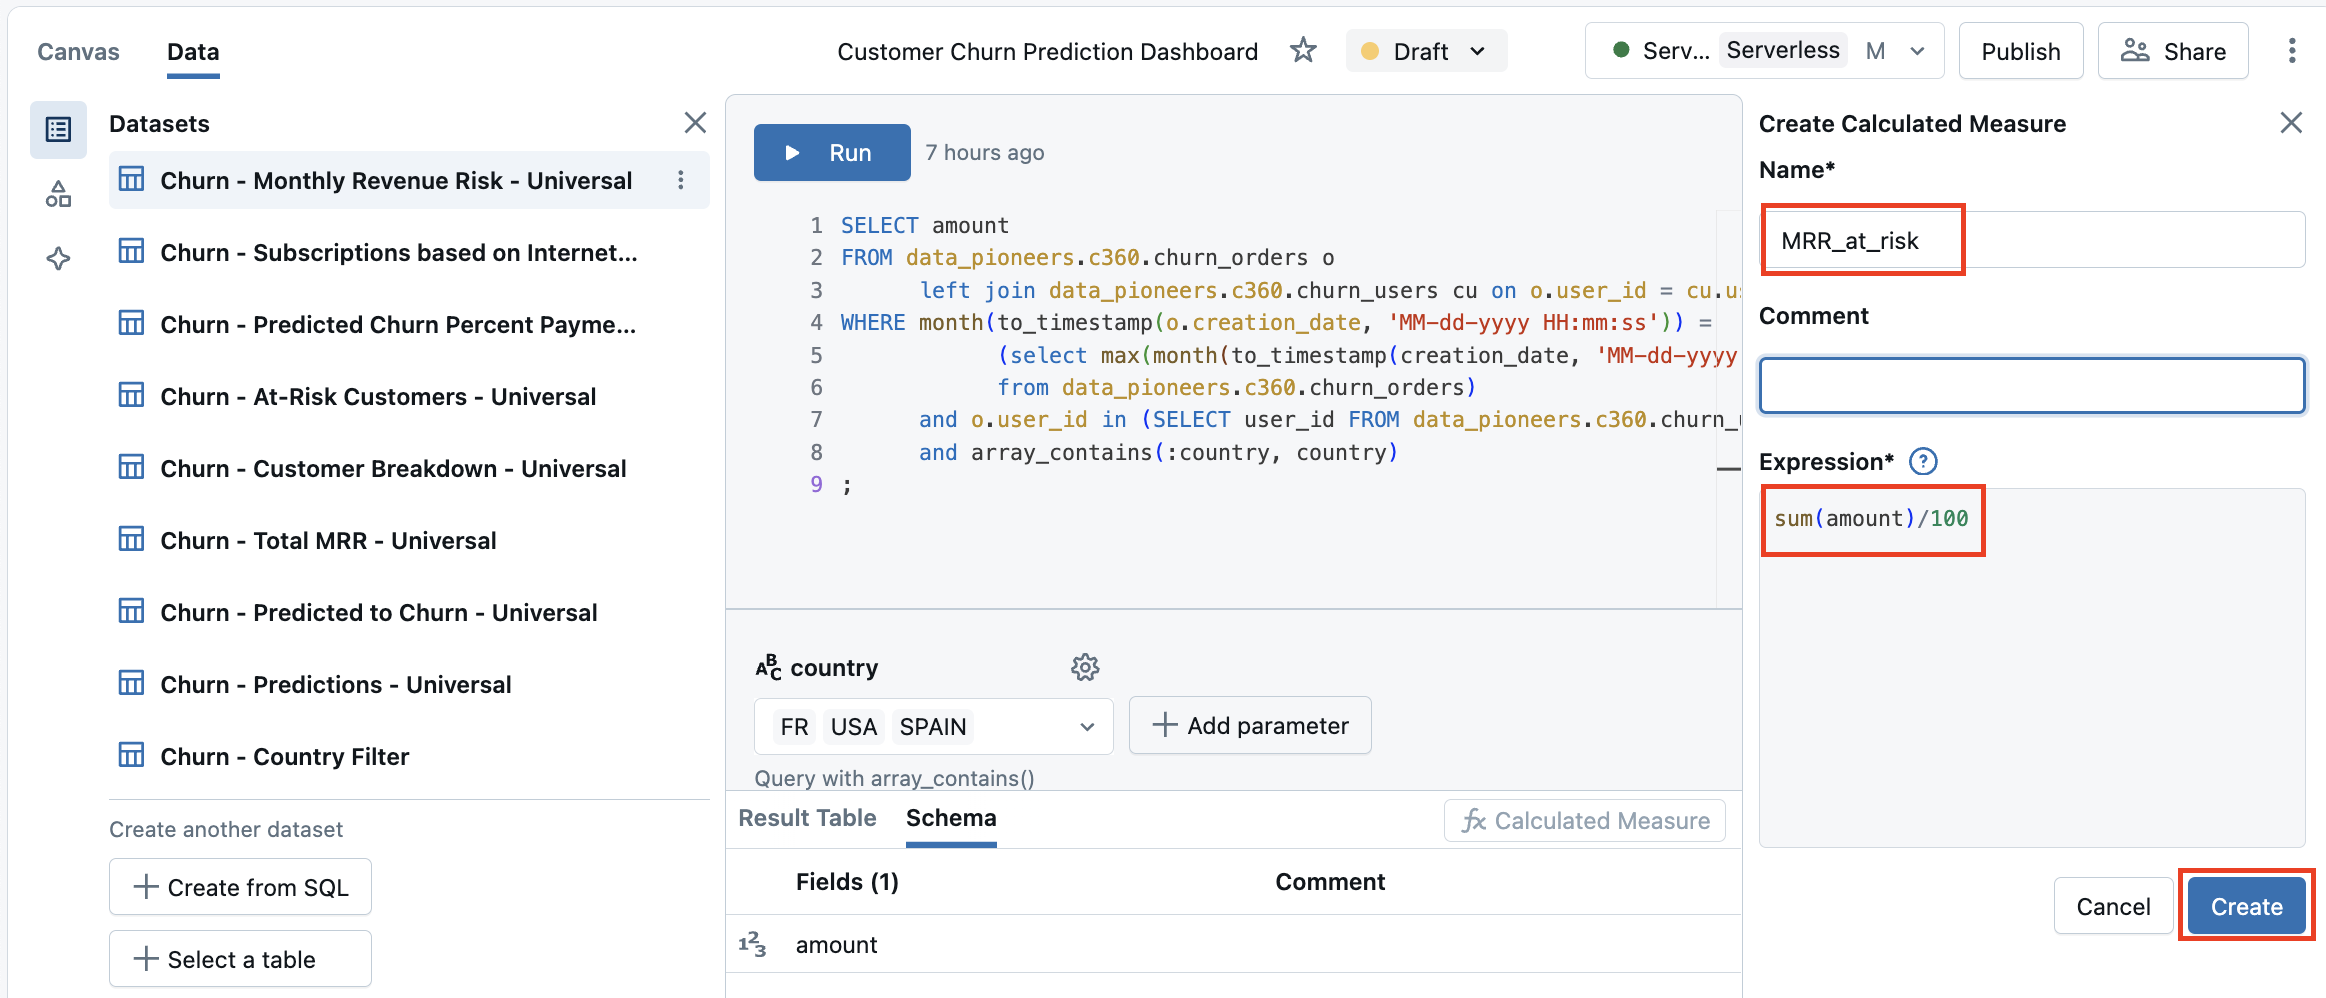 Canvas
Data
Customer Churn Prediction Dashboard
Draft
Serv...
Serverless
M
Publish
Share
Datasets
Churn - Monthly Revenue Risk - Universal
Churn - Subscriptions based on Internet...
Churn - Predicted Churn Percent Payme...
Churn - At-Risk Customers - Universal
Churn - Customer Breakdown - Universal
Churn - Total MRR - Universal
Churn - Predicted to Churn - Universal
Churn - Predictions - Universal
Churn - Country Filter
Create another dataset
Create from SQL
Select a table
Run
7 hours ago
1 SELECT amount
2 FROM data_pioneers.c360.churn_orders o
3 left join data_pioneers.c360.churn_users cu on o.user_id = cu.u
4 WHERE month(to_timestamp(o.creation_date, 'MM-dd-yyyy HH:mm:ss')) =
5 (select max(month(to_timestamp(creation_date, 'MM-dd-yyyy
6 from data_pioneers.c360.churn_orders)
7 and o.user_id in (SELECT user_id FROM data_pioneers.c360.churn_
8 and array_contains(:country, country)
9 ;
ABC country
FR USA SPAIN
Add parameter
Query with array_contains()
Result Table
Schema
fx Calculated Measure
Fields (1)
Comment
123 amount
Create Calculated Measure
Name*
MRR_at_risk
Comment
Expression*
?
sum(amount)/100
Cancel
Create